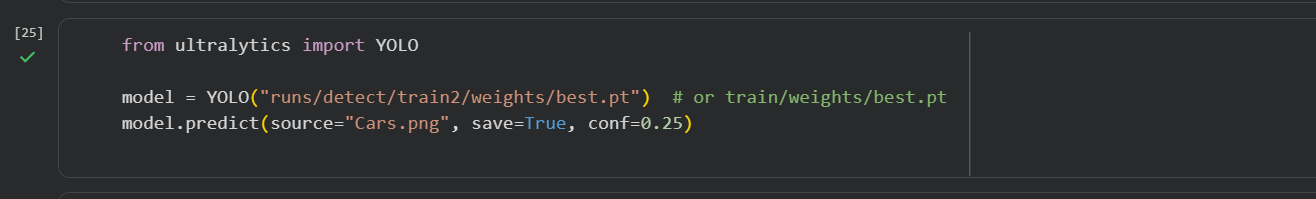 [25]
from ultralytics import YOLO
model = YOLO("runs/detect/train2/weights/best.pt")  # or train/weights/best.pt
model.predict(source="Cars.png", save=True, conf=0.25)